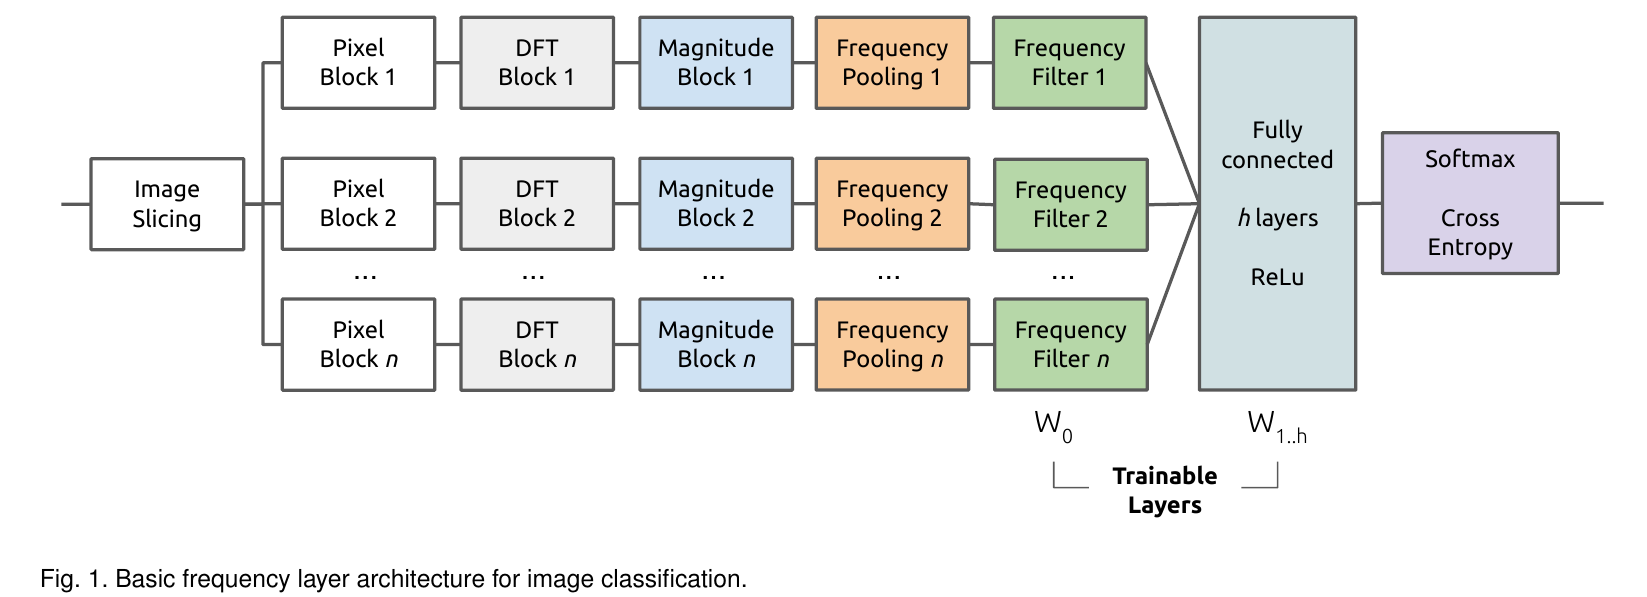 Image
Slicing
Pixel
Block 1
DFT
Block 1
Magnitude
Block 1
Frequency
Pooling 1
Frequency
Filter 1
Pixel
Block 2
DFT
Block 2
Magnitude
Block 2
Frequency
Pooling 2
Frequency
Filter 2
...
...
...
...
...
Pixel
Block n
DFT
Block n
Magnitude
Block n
Frequency
Pooling n
Frequency
Filter n
Fully
connected
h layers
ReLu
Softmax
Cross
Entropy
W0
W1..h
Trainable
Layers
Fig. 1. Basic frequency layer architecture for image classification.